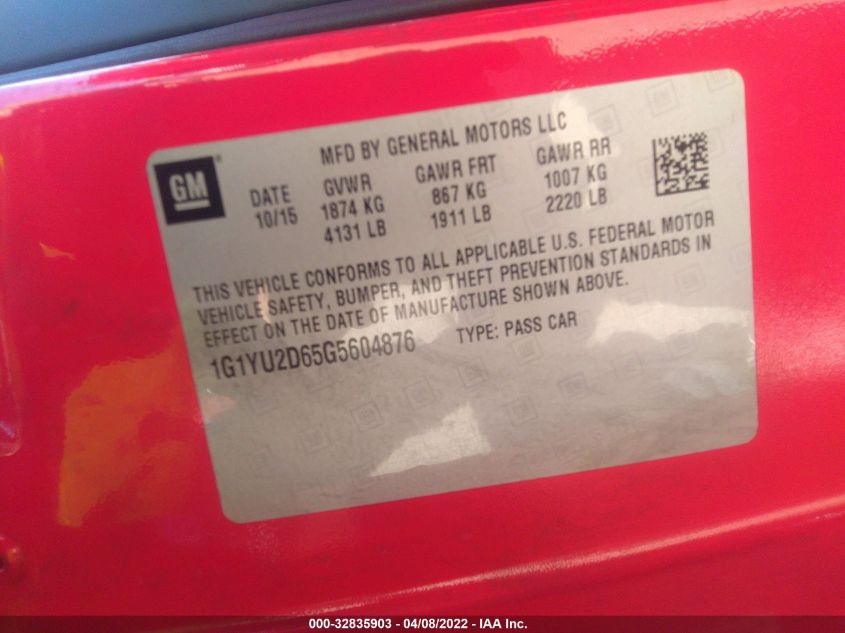 MFD BY GENERAL MOTORS LLC
GM®
DATE GVWR GAWR FRT GAWR RR
10/15 1874 KG 867 KG 1007 KG
4131 LB 1911 LB 2220 LB
THIS VEHICLE CONFORMS TO ALL APPLICABLE U.S. FEDERAL MOTOR
VEHICLE SAFETY, BUMPER, AND THEFT PREVENTION STANDARDS IN
EFFECT ON THE DATE OF MANUFACTURE SHOWN ABOVE.
1G1YU2D65G5604876 TYPE: PASS CAR
000-32835903 - 04/08/2022 - IAA Inc.